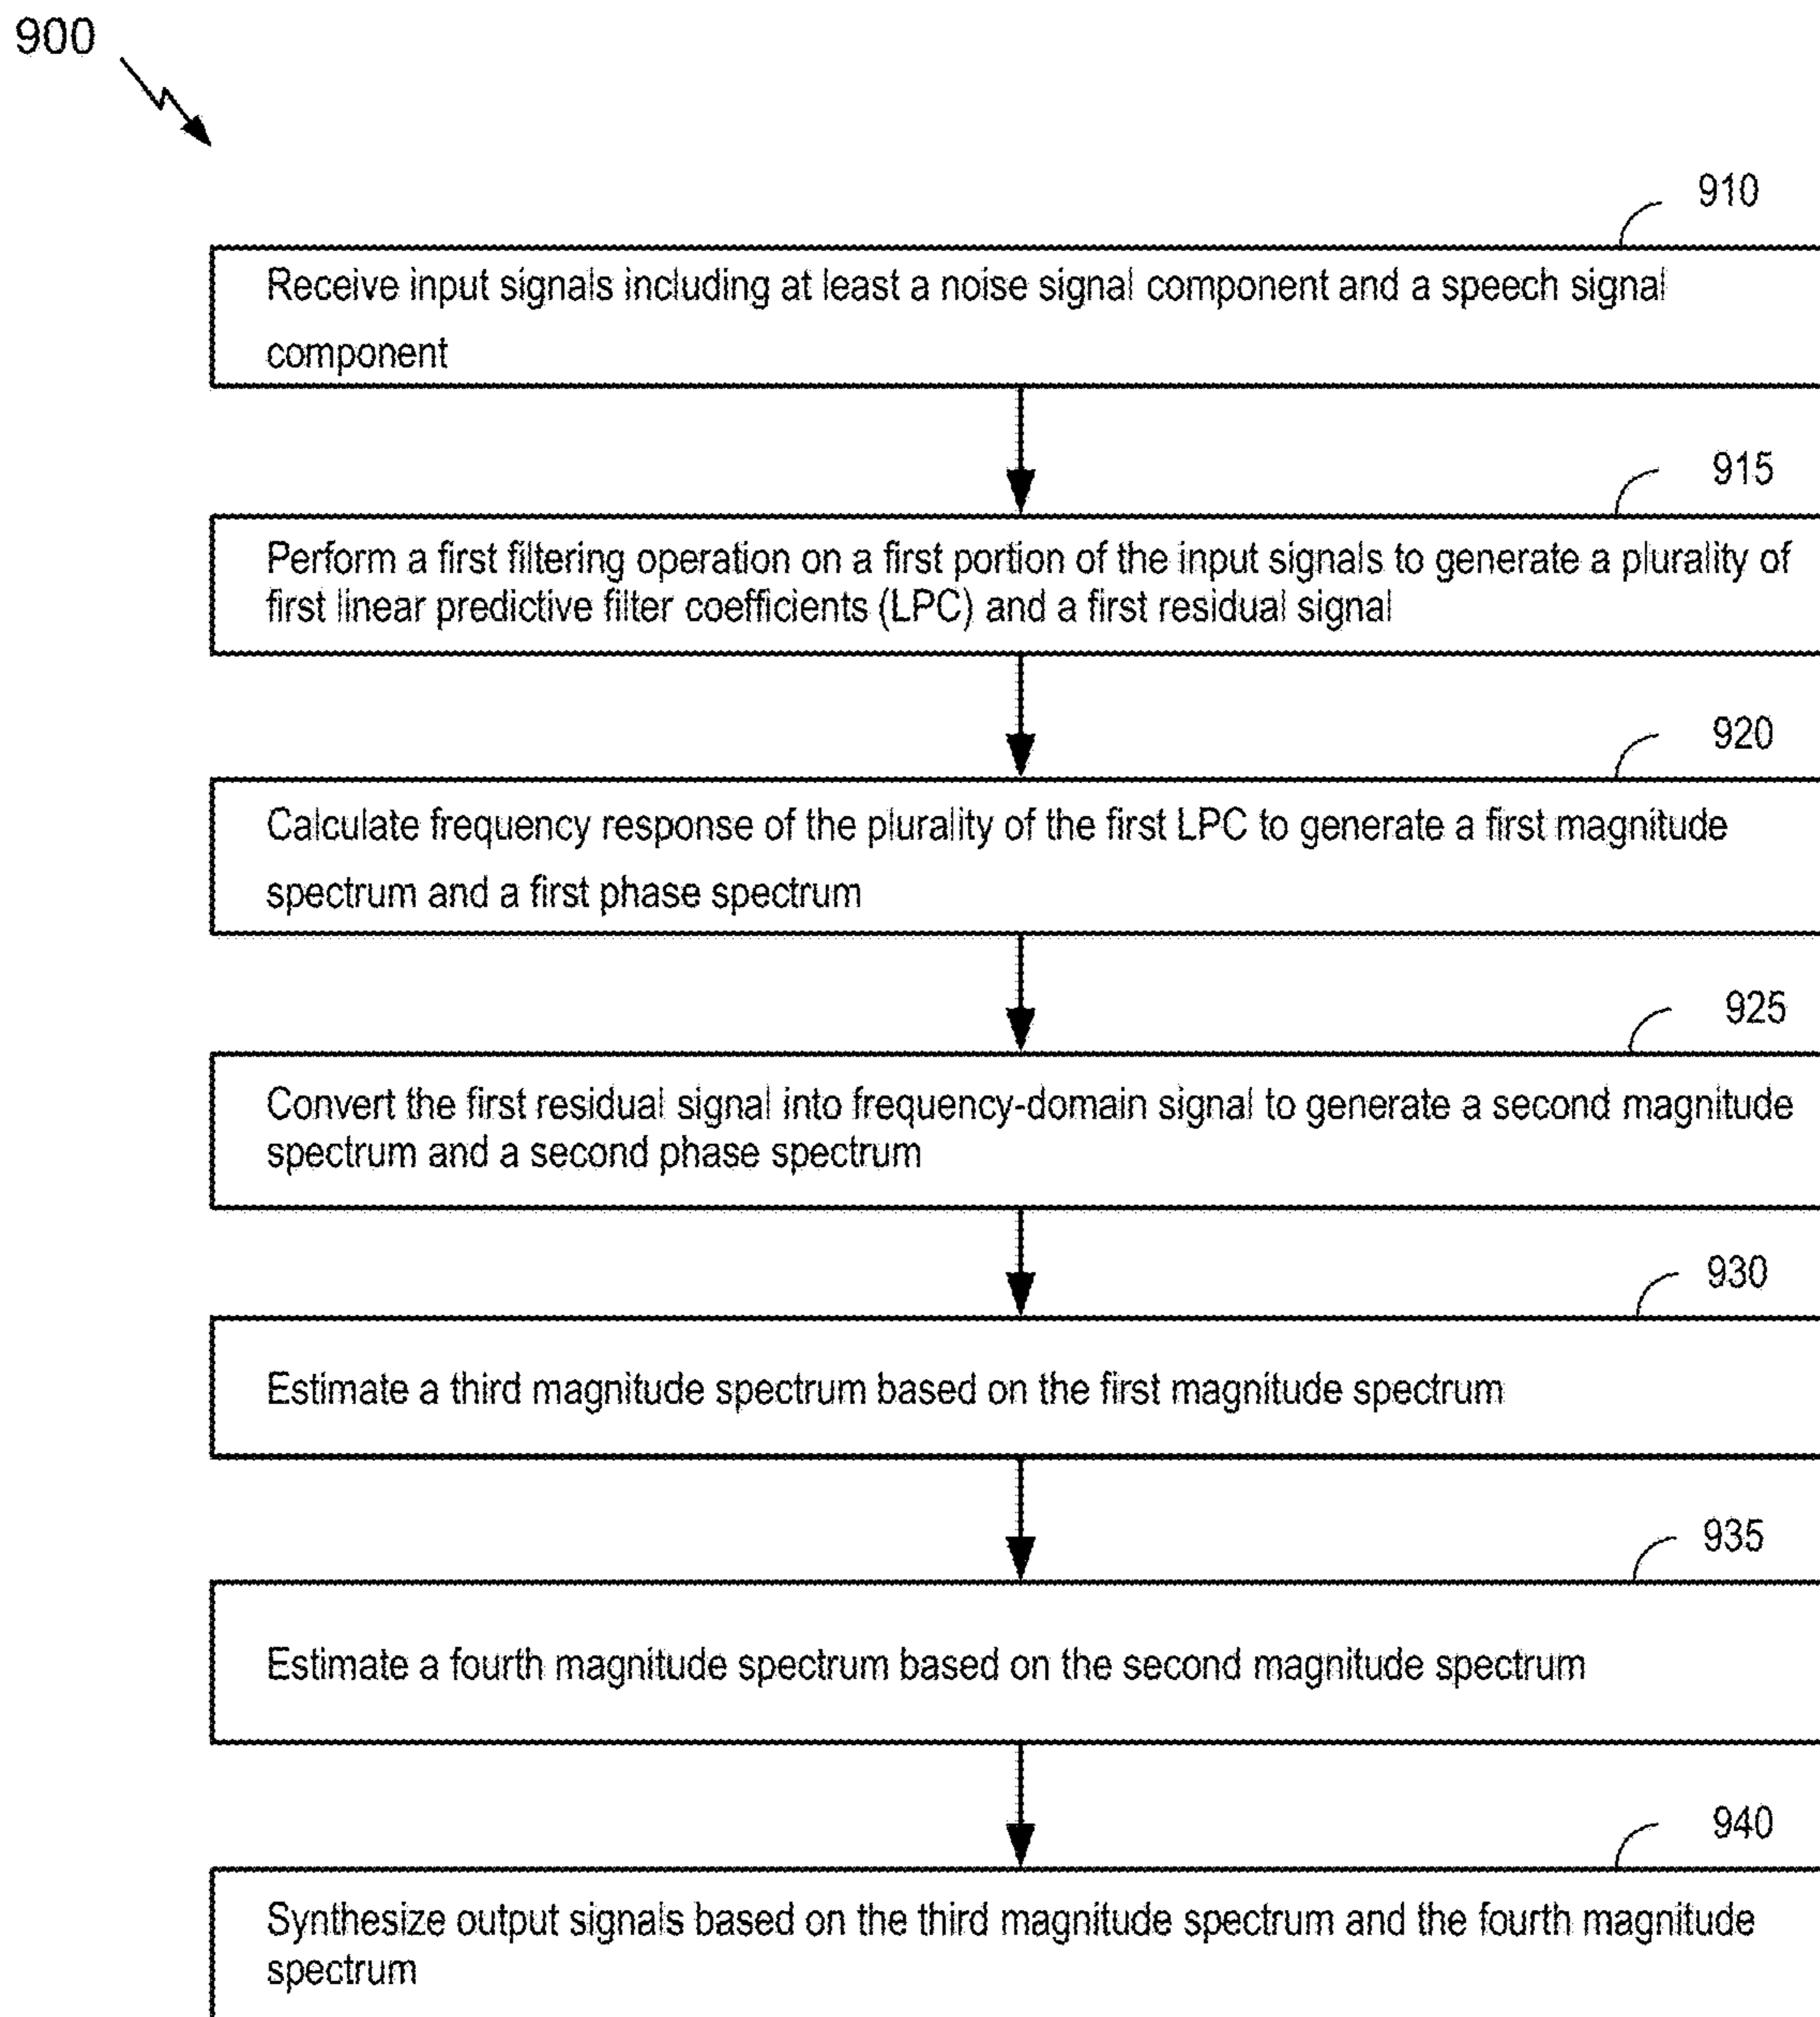 900
910
Receive input signals including at least a noise signal component and a speech signal
component
915
Perform a first filtering operation on a first portion of the input signals to generate a plurality of
first linear predictive filter coefficients (LPC) and a first residual signal
920
Calculate frequency response of the plurality of the first LPC to generate a first magnitude
spectrum and a first phase spectrum
925
Convert the first residual signal into frequency-domain signal to generate a second magnitude
spectrum and a second phase spectrum
930
Estimate a third magnitude spectrum based on the first magnitude spectrum
935
Estimate a fourth magnitude spectrum based on the second magnitude spectrum
940
Synthesize output signals based on the third magnitude spectrum and the fourth magnitude
spectrum